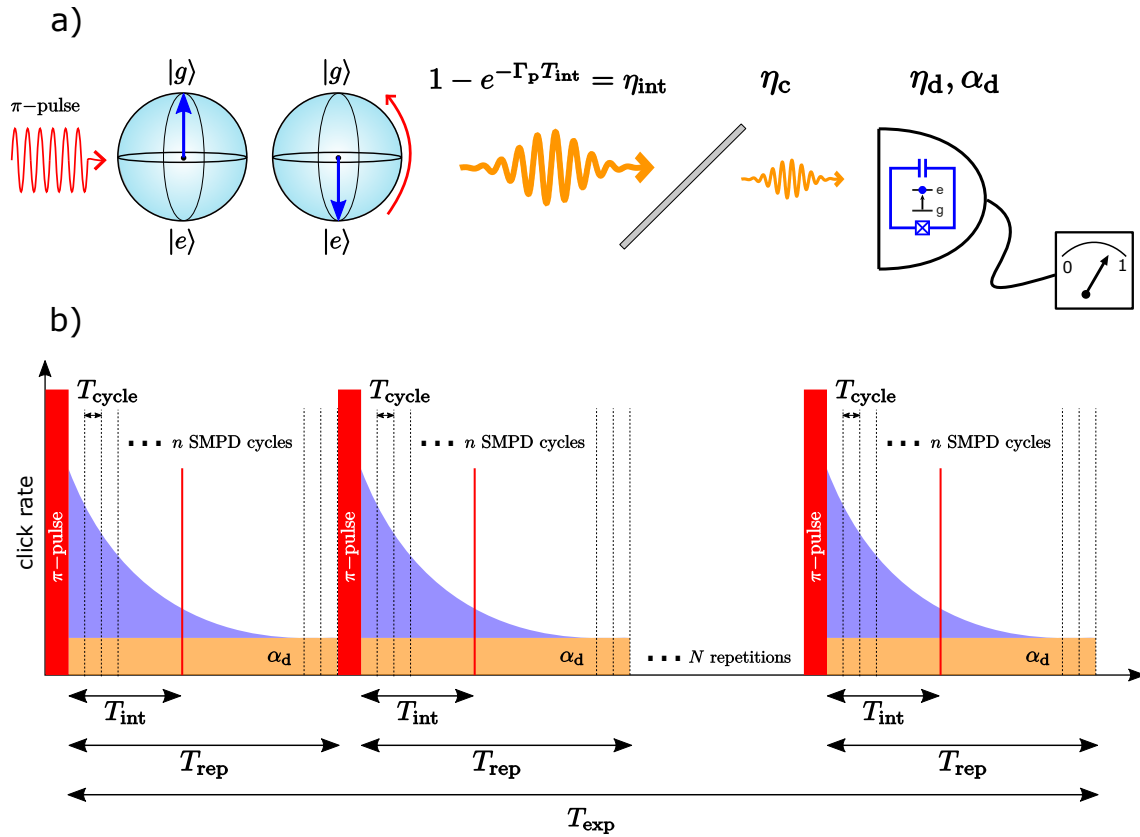 a)
|g⟩ |g⟩
π−pulse
|e⟩ |e⟩
1 − e^{−Γ_p T_int} = η_int
η_c
η_d, α_d
e
g
0 1
b)
click rate
T_cycle T_cycle T_cycle
... n SMPD cycles ... n SMPD cycles ... n SMPD cycles
π−pulse π−pulse π−pulse
α_d α_d α_d
... N repetitions
T_int T_int T_int
T_rep T_rep T_rep
T_exp